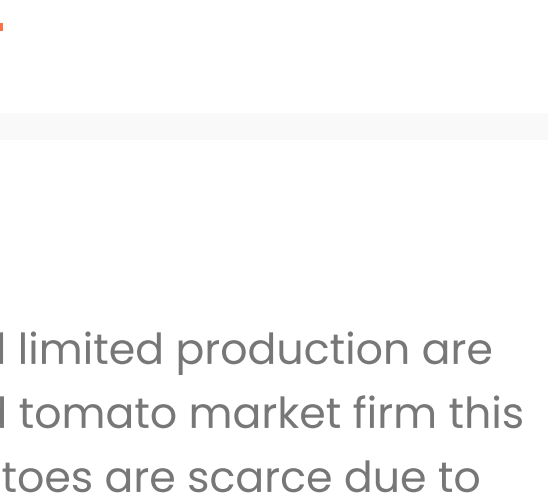 limited production are
tomato market firm this
toes are scarce due to